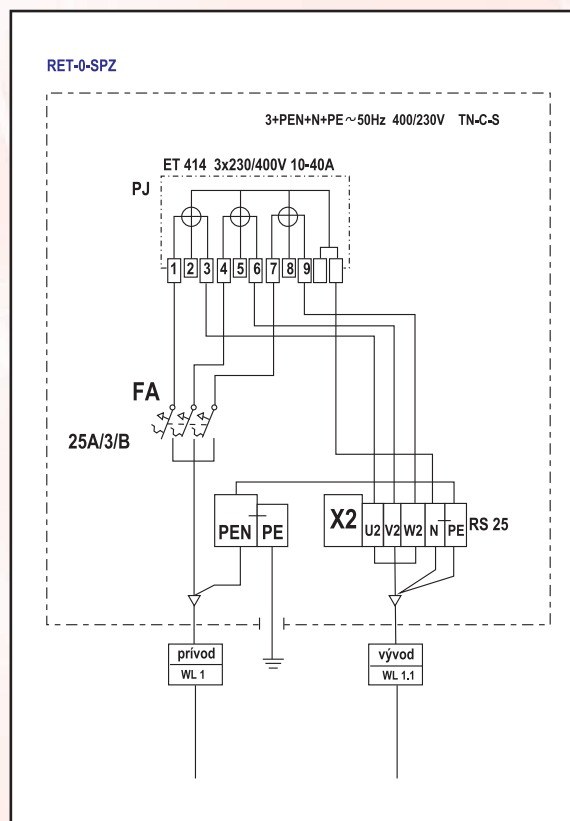 RET-0-SPZ
3+PEN+N+PE~50Hz 400/230V TN-C-S
ET 414 3x230/400V 10-40A
PJ
1 2 3 4 5 6 7 8 9
FA
25A/3/B
X2 U2 V2 W2 N PE RS 25
PEN PE
prívod
WL 1
vývod
WL 1.1